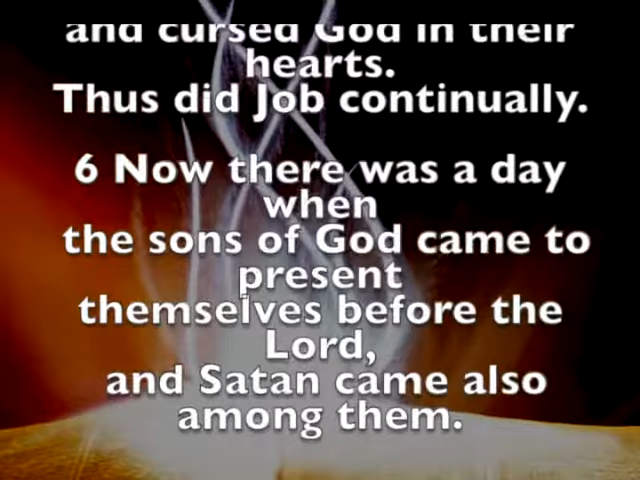 and cursed God in their
hearts.
Thus did Job continually.
6 Now there was a day
when
the sons of God came to
present
themselves before the
Lord,
and Satan came also
among them.